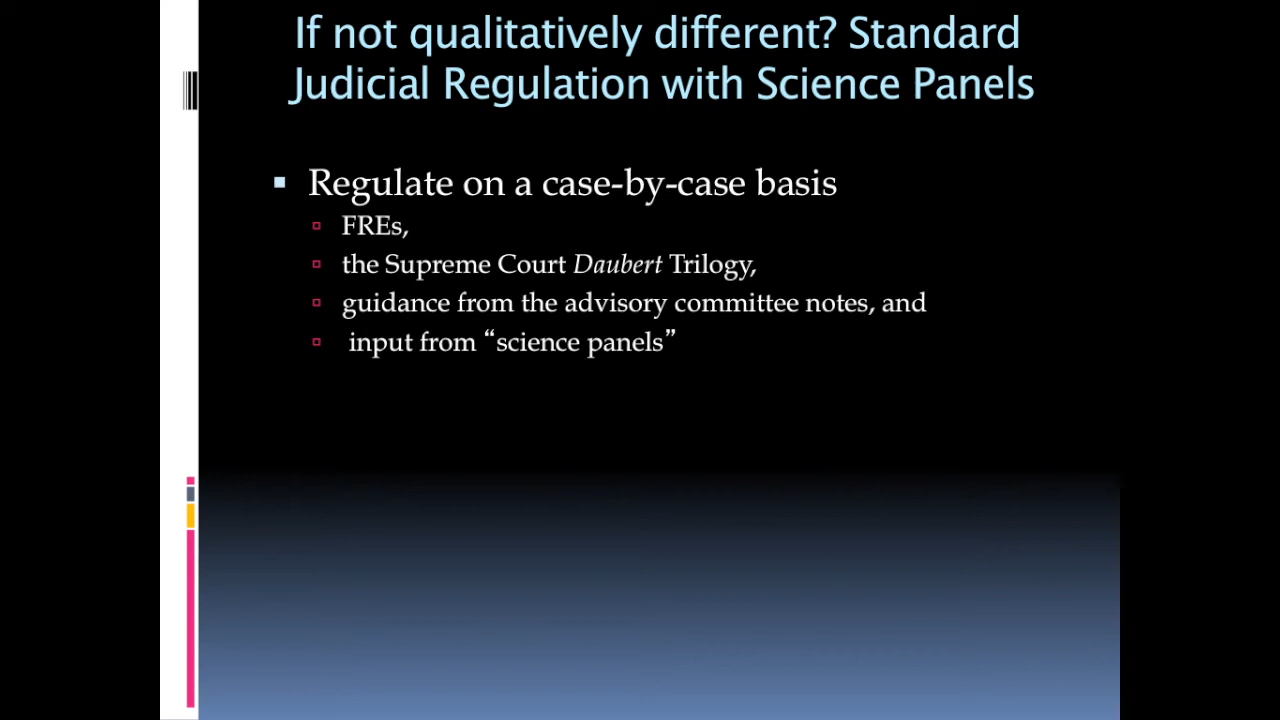 If not qualitatively different? Standard
Judicial Regulation with Science Panels
Regulate on a case-by-case basis
FREs,
the Supreme Court Daubert Trilogy,
guidance from the advisory committee notes, and
input from “science panels”